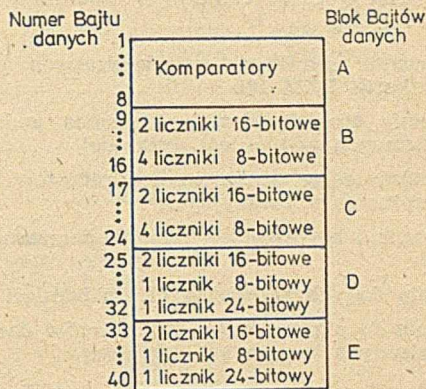 Numer Bajtu danych
Blok Bajtów danych
1
Komparatory
A
8
9
2 liczniki 16-bitowe
B
4 liczniki 8-bitowe
16
17
2 liczniki 16-bitowe
C
4 liczniki 8-bitowe
24
25
2 liczniki 16-bitowe
1 licznik 8-bitowy
D
32
1 licznik 24-bitowy
33
2 liczniki 16-bitowe
1 licznik 8-bitowy
E
40
1 licznik 24-bitowy